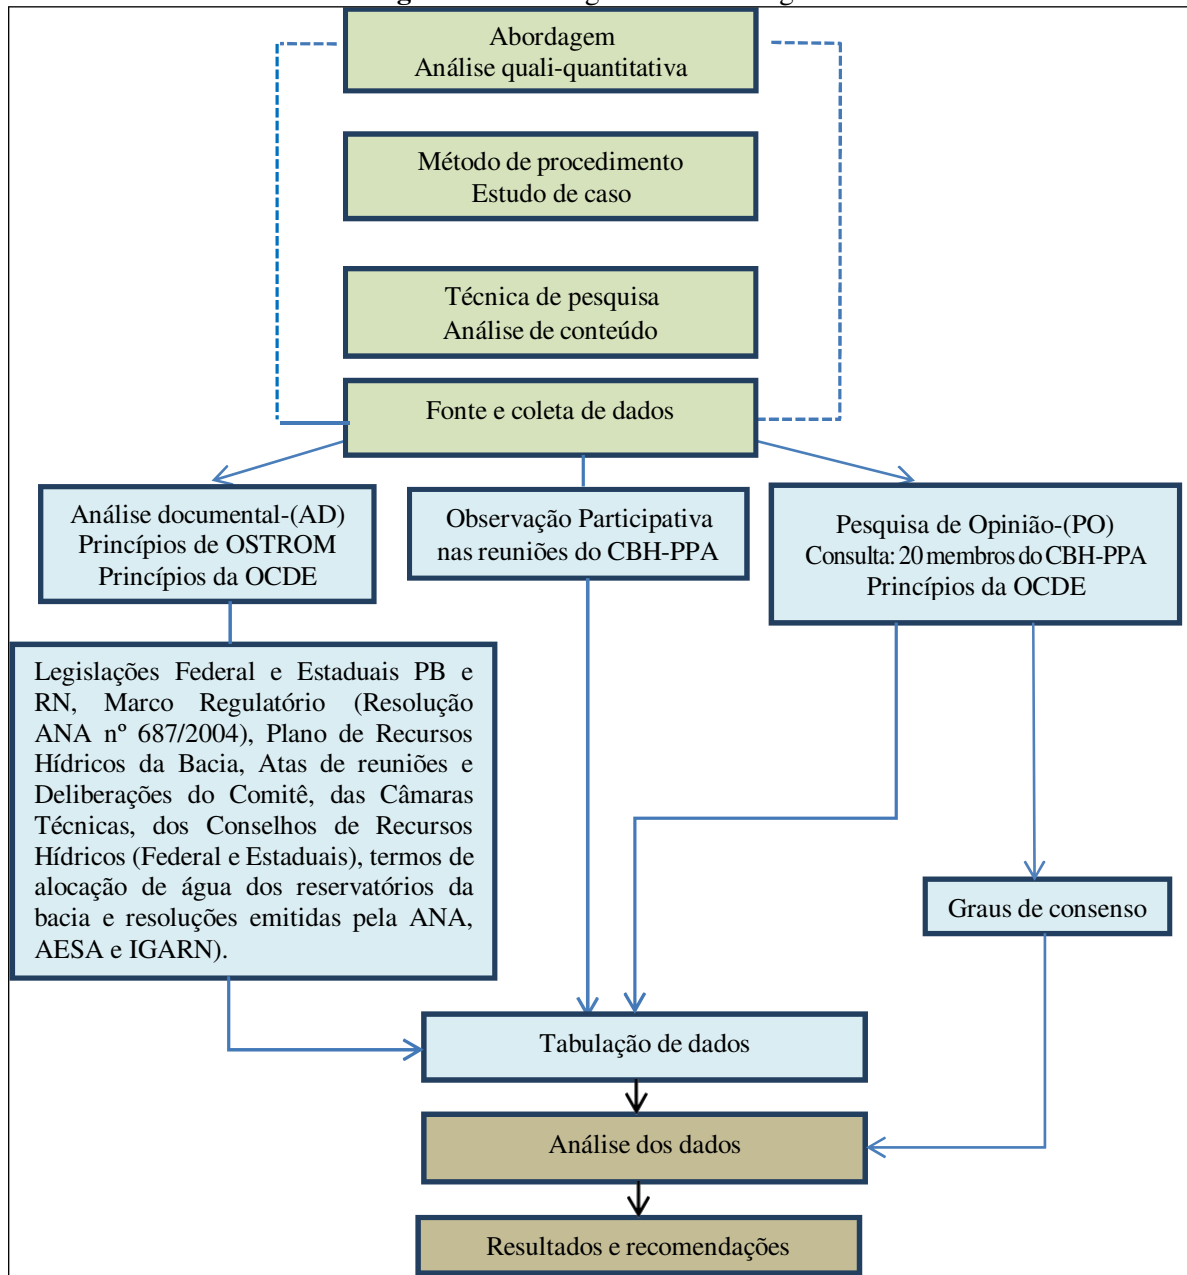 Abordagem
Análise quali-quantitativa
Método de procedimento
Estudo de caso
Técnica de pesquisa
Análise de conteúdo
Fonte e coleta de dados
Análise documental-(AD)
Princípios de OSTROM
Princípios da OCDE
Observação Participativa
nas reuniões do CBH-PPA
Pesquisa de Opinião-(PO)
Consulta: 20 membros do CBH-PPA
Princípios da OCDE
Legislações Federal e Estaduais PB e
RN, Marco Regulatório (Resolução
ANA nº 687/2004), Plano de Recursos
Hídricos da Bacia, Atas de reuniões e
Deliberações do Comitê, das Câmaras
Técnicas, dos Conselhos de Recursos
Hídricos (Federal e Estaduais), termos de
alocação de água dos reservatórios da
bacia e resoluções emitidas pela ANA,
AESA e IGARN).
Graus de consenso
Tabulação de dados
Análise dos dados
Resultados e recomendações